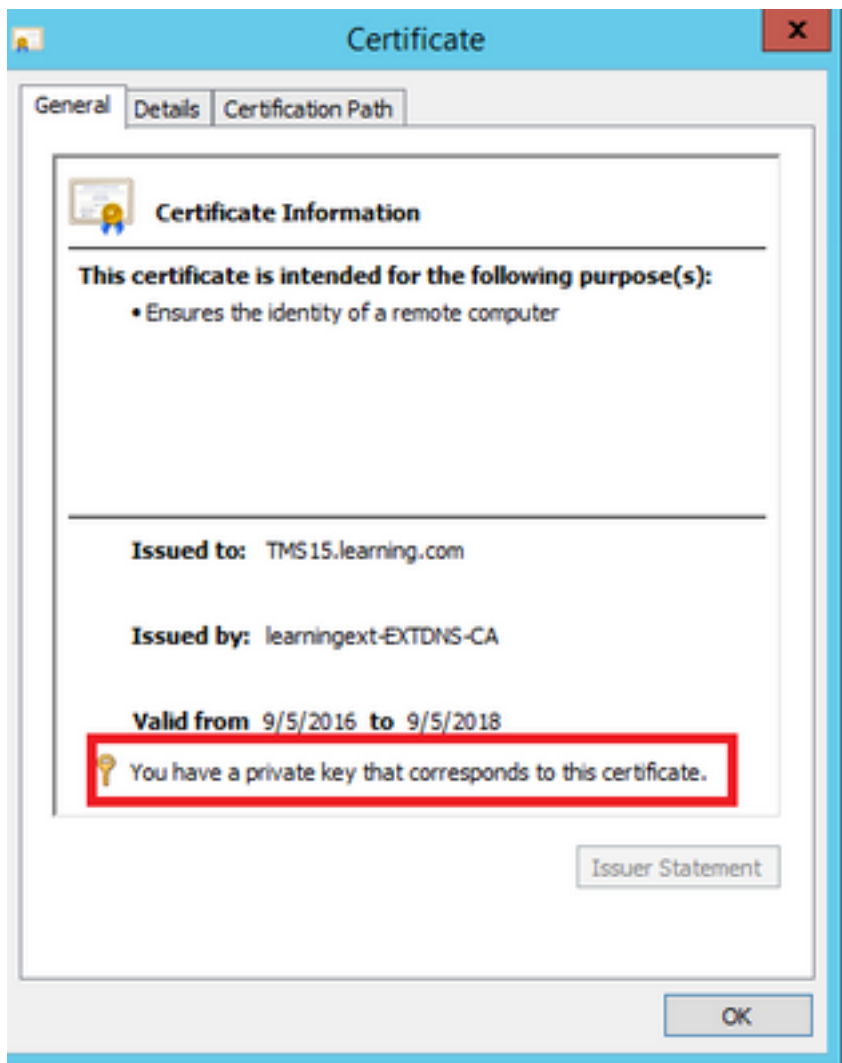 Certificate
x
General Details Certification Path
Certificate Information
This certificate is intended for the following purpose(s):
• Ensures the identity of a remote computer
Issued to: TMS15.learning.com
Issued by: learningext-EXTDNS-CA
Valid from 9/5/2016 to 9/5/2018
You have a private key that corresponds to this certificate.
Issuer Statement
OK